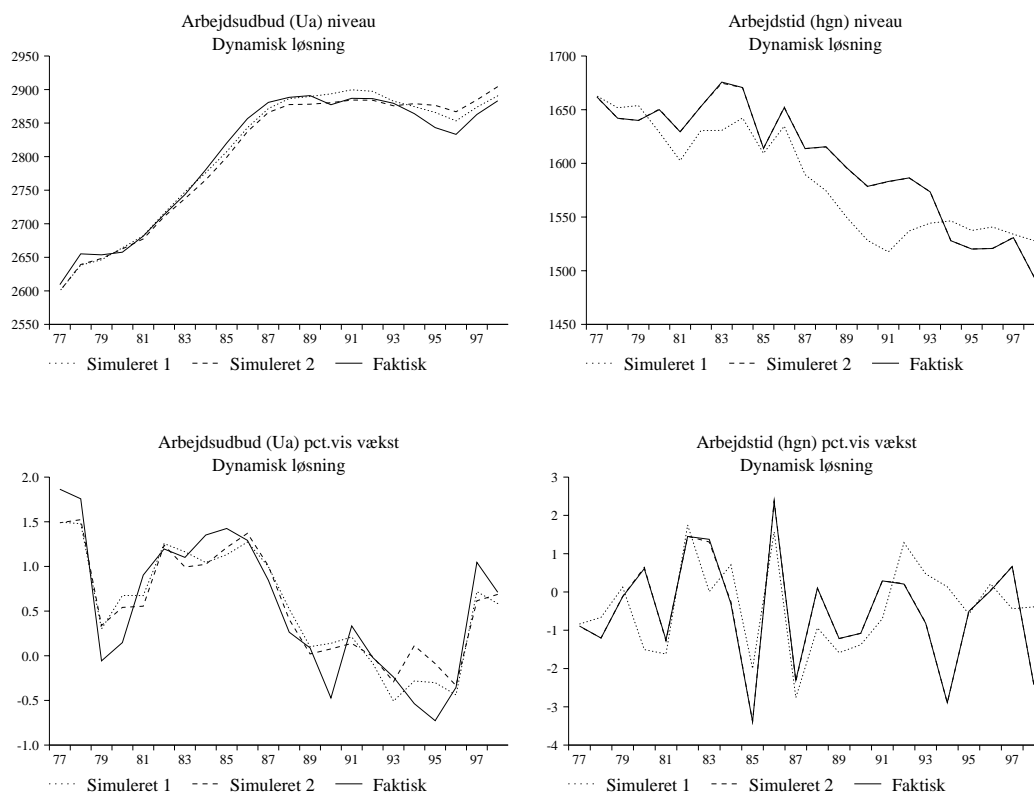 Arbejdsudbud (Ua) niveau
Dynamisk løsning
2950
2900
2850
2800
2750
2700
2650
2600
2550
77 79 81 83 85 87 89 91 93 95 97
Simuleret 1 Simuleret 2 Faktisk
Arbejdstid (hgn) niveau
Dynamisk løsning
1700
1650
1600
1550
1500
1450
77 79 81 83 85 87 89 91 93 95 97
Simuleret 1 Simuleret 2 Faktisk
Arbejdsudbud (Ua) pct.vis vækst
Dynamisk løsning
2.0
1.5
1.0
0.5
0.0
-0.5
-1.0
77 79 81 83 85 87 89 91 93 95 97
Simuleret 1 Simuleret 2 Faktisk
Arbejdstid (hgn) pct.vis vækst
Dynamisk løsning
3
2
1
0
-1
-2
-3
-4
77 79 81 83 85 87 89 91 93 95 97
Simuleret 1 Simuleret 2 Faktisk